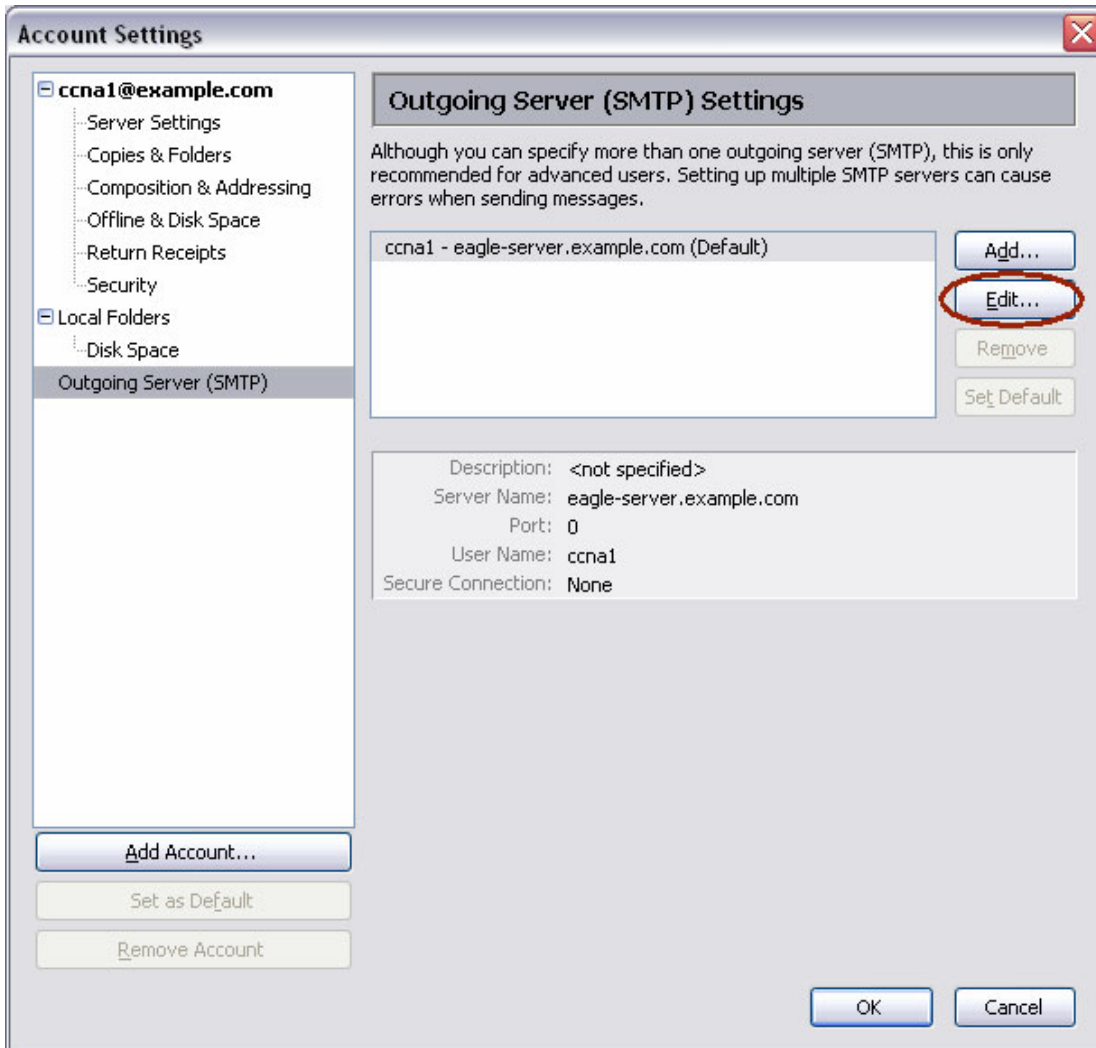 Account Settings
ccna1@example.com
Server Settings
Copies & Folders
Composition & Addressing
Offline & Disk Space
Return Receipts
Security
Local Folders
Disk Space
Outgoing Server (SMTP)
Add Account...
Set as Default
Remove Account
Outgoing Server (SMTP) Settings
Although you can specify more than one outgoing server (SMTP), this is only
recommended for advanced users. Setting up multiple SMTP servers can cause
errors when sending messages.
ccna1 - eagle-server.example.com (Default)
Add...
Edit...
Remove
Set Default
Description: <not specified>
Server Name: eagle-server.example.com
Port: 0
User Name: ccna1
Secure Connection: None
OK
Cancel